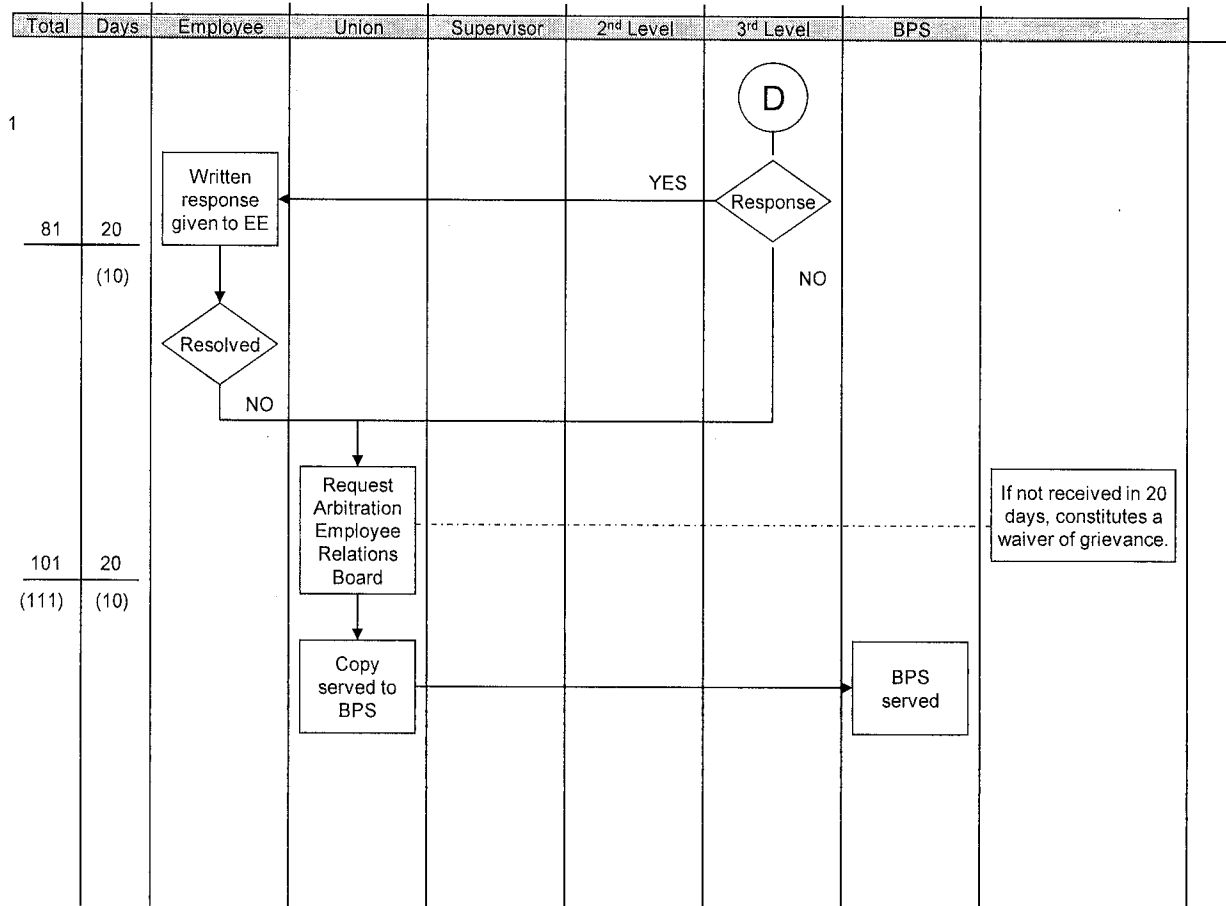 Total Days Employee Union Supervisor 2nd Level 3rd Level BPS
D
1
Written
response
given to EE
YES
Response
81 20
(10)
NO
Resolved
NO
Request
Arbitration
Employee
Relations
Board
If not received in 20
days, constitutes a
waiver of grievance.
101 20
(111) (10)
Copy
served to
BPS
BPS
served